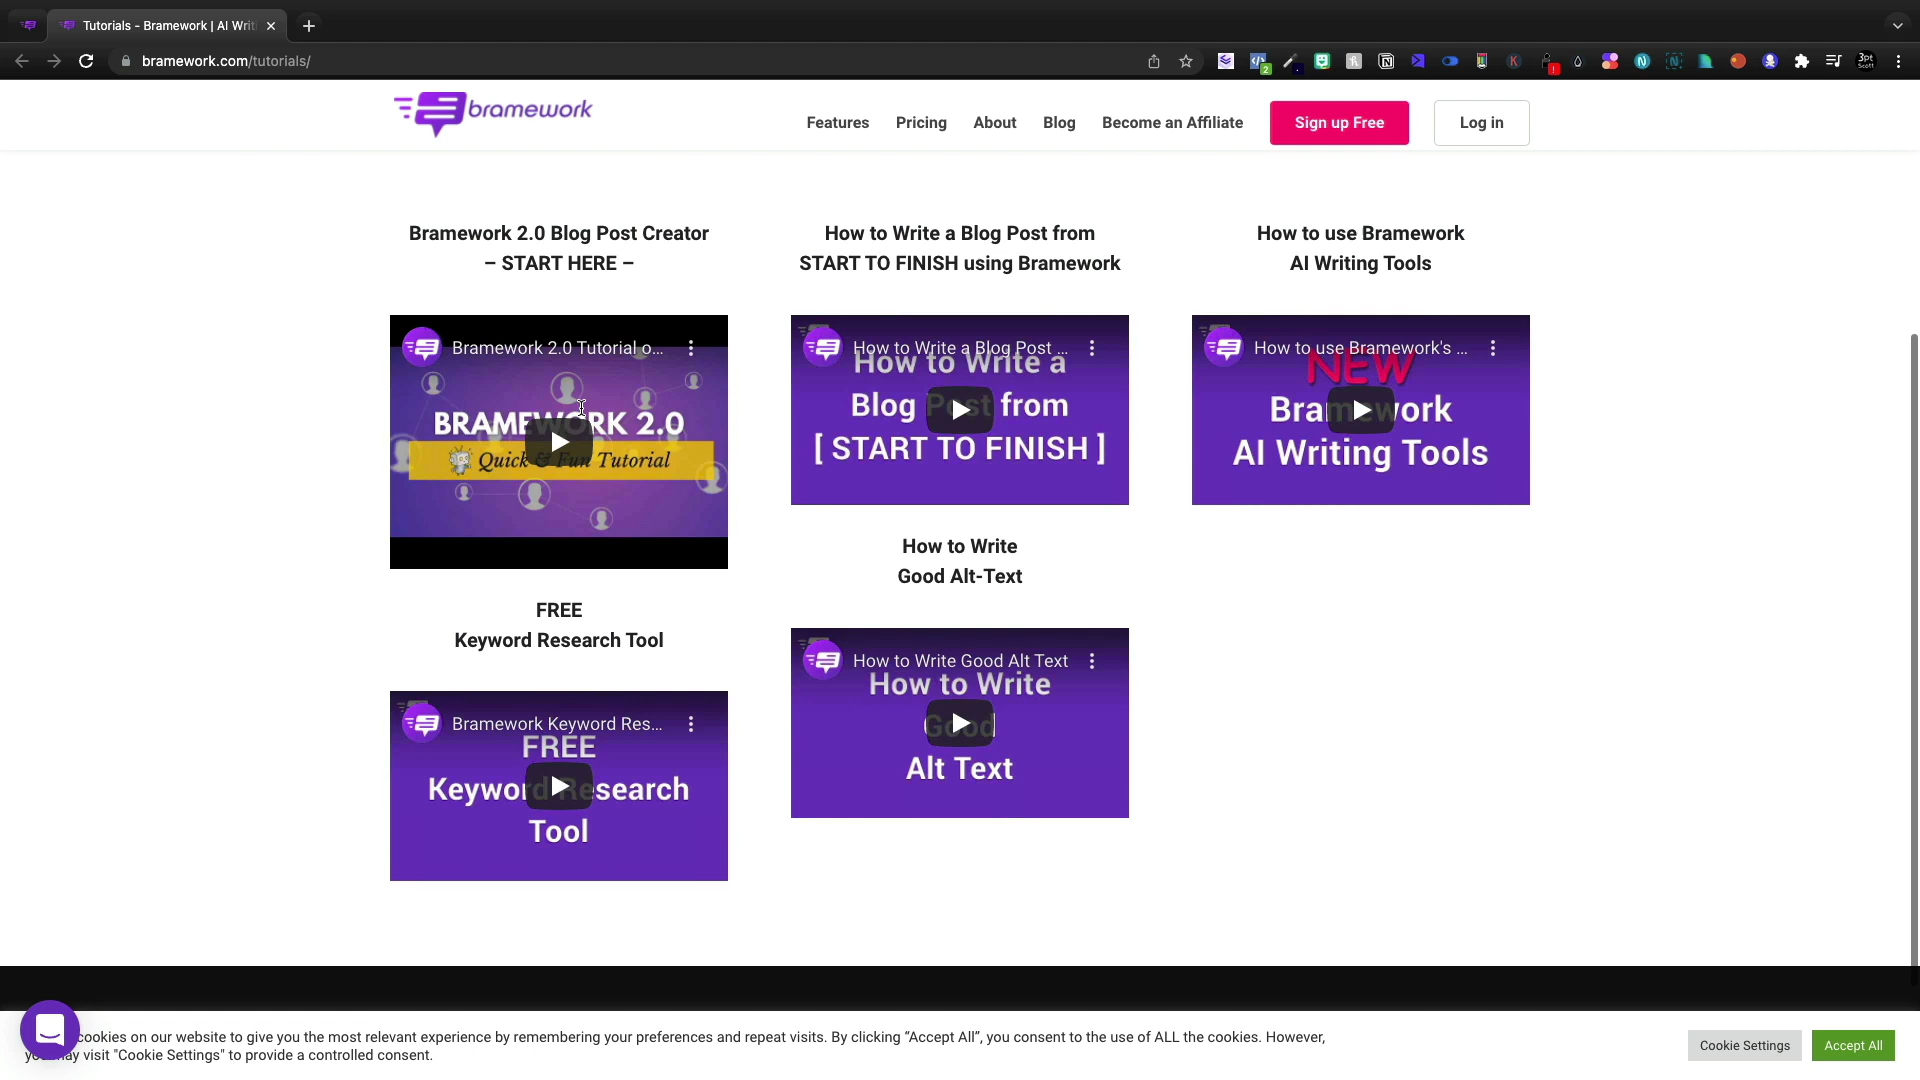 Tutorials - Bramework | AI Writ
bramework.com/tutorials/
2
3pt
Scott
bramework
Features
Pricing
About
Blog
Become an Affiliate
Sign up Free
Log in
Bramework 2.0 Blog Post Creator
– START HERE –
Bramework 2.0 Tutorial o...
BRAMEWORK 2.0
Quick & Fun Tutorial
FREE
Keyword Research Tool
Bramework Keyword Res...
FREE
Keyword Research
Tool
How to Write a Blog Post from
START TO FINISH using Bramework
How to Write a Blog Post ...
How to Write a
Blog Post from
[ START TO FINISH ]
How to Write
Good Alt-Text
How to Write Good Alt Text
How to Write
Good
Alt Text
How to use Bramework
AI Writing Tools
How to use Bramework's ...
NEW
Bramework
AI Writing Tools
cookies on our website to give you the most relevant experience by remembering your preferences and repeat visits. By clicking “Accept All”, you consent to the use of ALL the cookies. However,
may visit "Cookie Settings" to provide a controlled consent.
Cookie Settings
Accept All